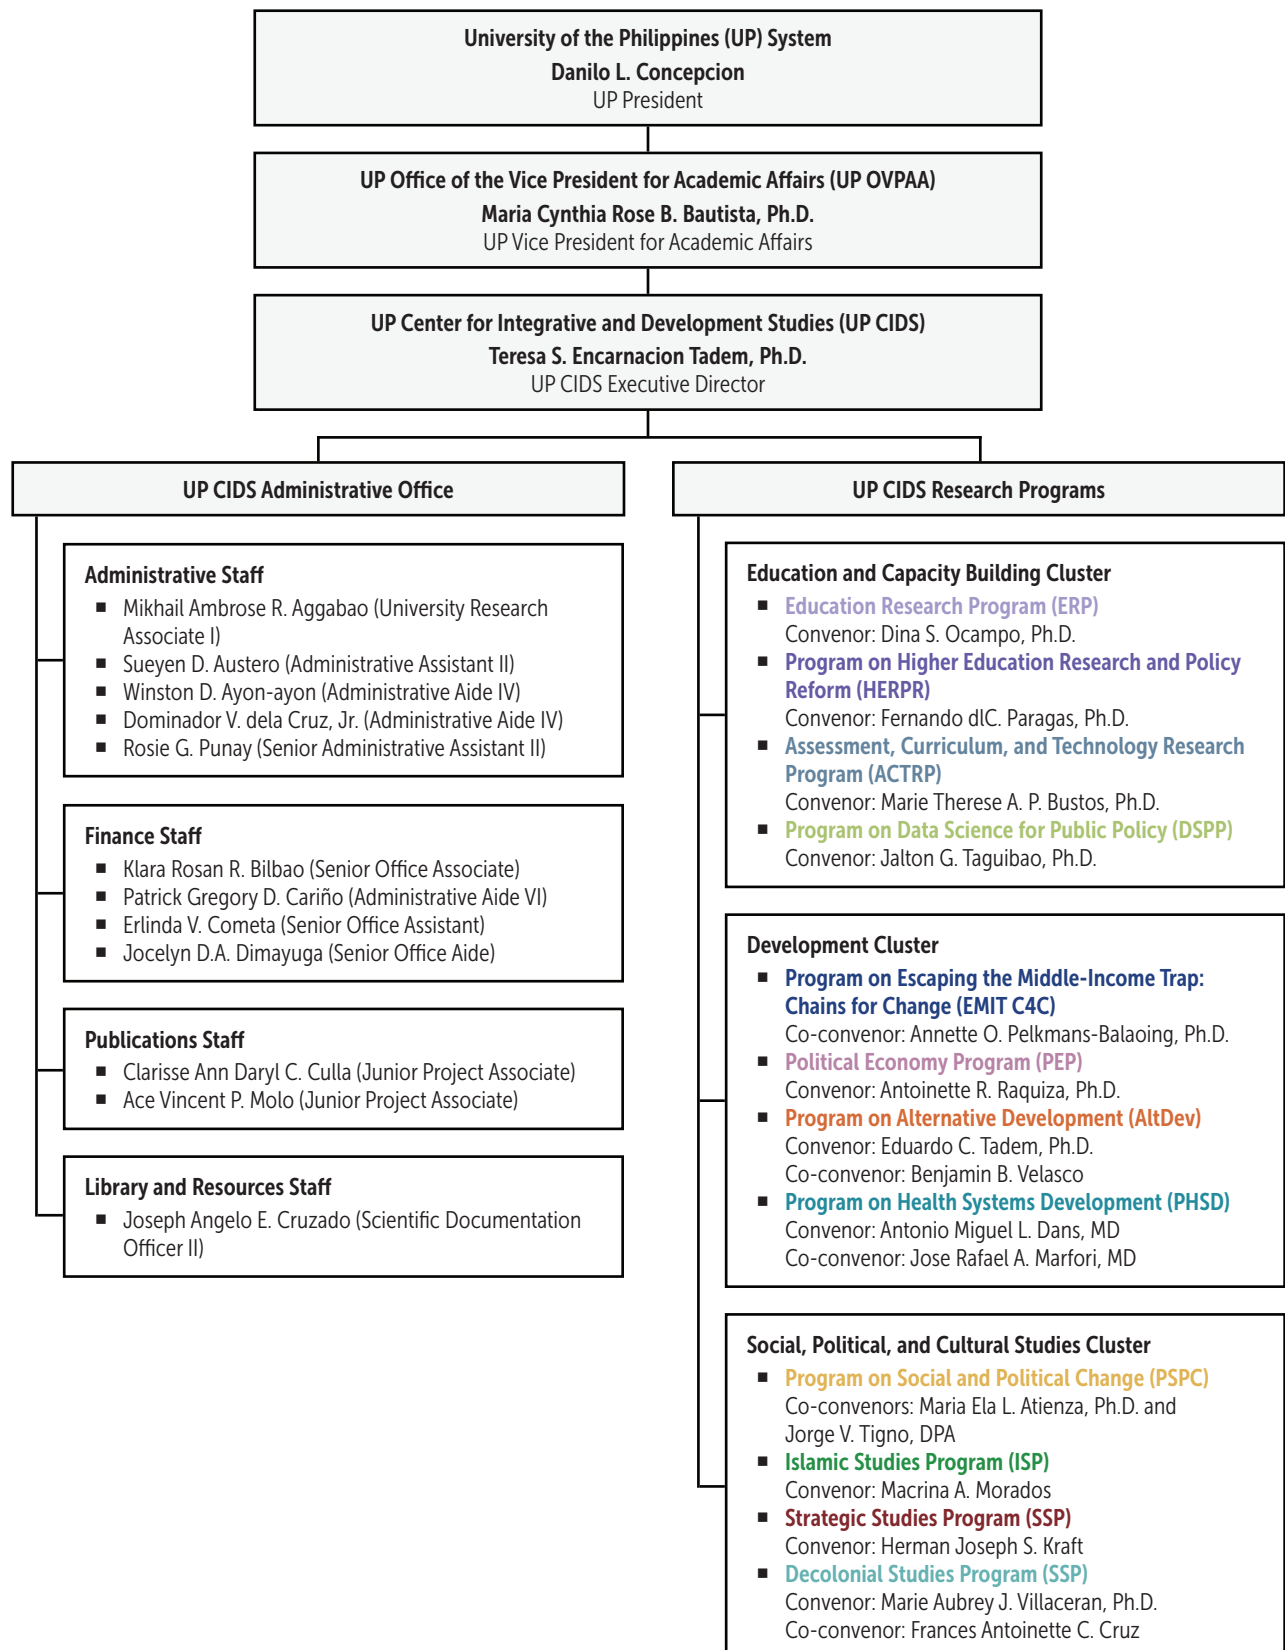 University of the Philippines (UP) System
Danilo L. Concepcion
UP President
UP Office of the Vice President for Academic Affairs (UP OVPAA)
Maria Cynthia Rose B. Bautista, Ph.D.
UP Vice President for Academic Affairs
UP Center for Integrative and Development Studies (UP CIDS)
Teresa S. Encarnacion Tadem, Ph.D.
UP CIDS Executive Director
UP CIDS Administrative Office
Administrative Staff
■ Mikhail Ambrose R. Aggabao (University Research
Associate I)
■ Sueyen D. Austero (Administrative Assistant II)
■ Winston D. Ayon-ayon (Administrative Aide IV)
■ Dominador V. dela Cruz, Jr. (Administrative Aide IV)
■ Rosie G. Punay (Senior Administrative Assistant II)
Finance Staff
■ Klara Rosan R. Bilbao (Senior Office Associate)
■ Patrick Gregory D. Cariño (Administrative Aide VI)
■ Erlinda V. Cometa (Senior Office Assistant)
■ Jocelyn D.A. Dimayuga (Senior Office Aide)
Publications Staff
■ Clarisse Ann Daryl C. Culla (Junior Project Associate)
■ Ace Vincent P. Molo (Junior Project Associate)
Library and Resources Staff
■ Joseph Angelo E. Cruzado (Scientific Documentation
Officer II)
UP CIDS Research Programs
Education and Capacity Building Cluster
■ Education Research Program (ERP)
Convenor: Dina S. Ocampo, Ph.D.
■ Program on Higher Education Research and Policy
Reform (HERPR)
Convenor: Fernando dlC. Paragas, Ph.D.
■ Assessment, Curriculum, and Technology Research
Program (ACTRP)
Convenor: Marie Therese A. P. Bustos, Ph.D.
■ Program on Data Science for Public Policy (DSPP)
Convenor: Jalton G. Taguibao, Ph.D.
Development Cluster
■ Program on Escaping the Middle-Income Trap:
Chains for Change (EMIT C4C)
Co-convenor: Annette O. Pelkmans-Balaoing, Ph.D.
■ Political Economy Program (PEP)
Convenor: Antoinette R. Raquiza, Ph.D.
■ Program on Alternative Development (AltDev)
Convenor: Eduardo C. Tadem, Ph.D.
Co-convenor: Benjamin B. Velasco
■ Program on Health Systems Development (PHSD)
Convenor: Antonio Miguel L. Dans, MD
Co-convenor: Jose Rafael A. Marfori, MD
Social, Political, and Cultural Studies Cluster
■ Program on Social and Political Change (PSPC)
Co-convenors: Maria Ela L. Atienza, Ph.D. and
Jorge V. Tigno, DPA
■ Islamic Studies Program (ISP)
Convenor: Macrina A. Morados
■ Strategic Studies Program (SSP)
Convenor: Herman Joseph S. Kraft
■ Decolonial Studies Program (SSP)
Convenor: Marie Aubrey J. Villaceran, Ph.D.
Co-convenor: Frances Antoinette C. Cruz